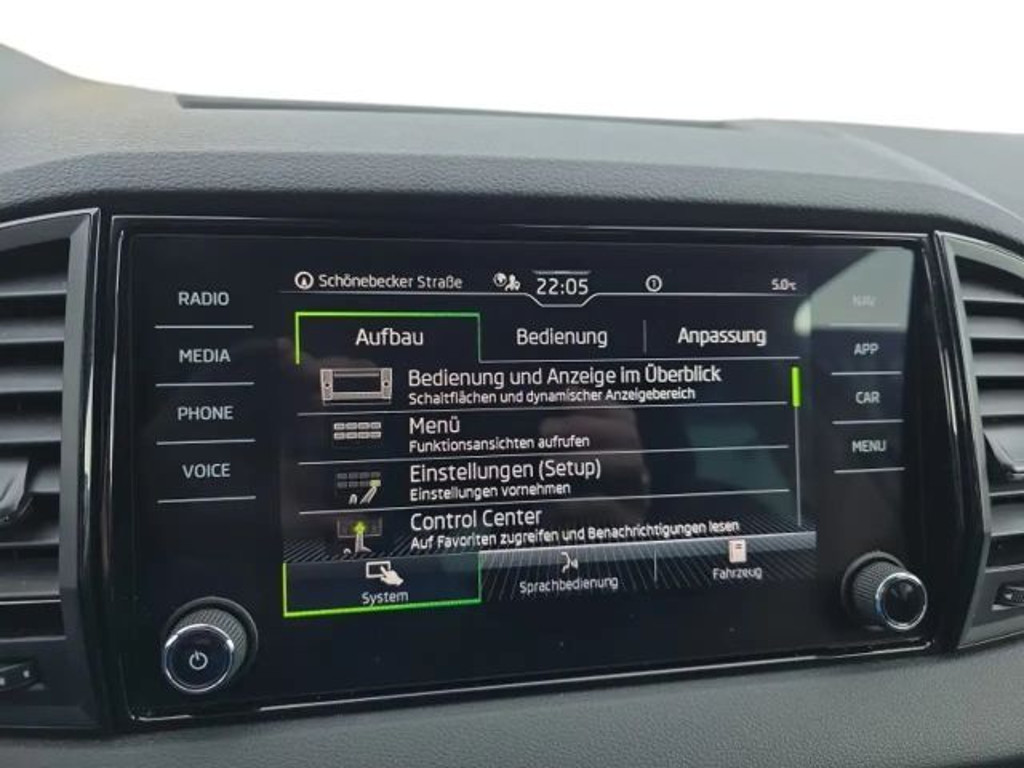 Schönebecker Straße 22:05 1 5.0°C
RADIO
MEDIA
PHONE
VOICE
Aufbau Bedienung Anpassung
Bedienung und Anzeige im Überblick
Schaltflächen und dynamischer Anzeigebereich
Menü
Funktionsansichten aufrufen
Einstellungen (Setup)
Einstellungen vornehmen
Control Center
Auf Favoriten zugreifen und Benachrichtigungen lesen
System Sprachbedienung Fahrzeug
NAV
APP
CAR
MENU